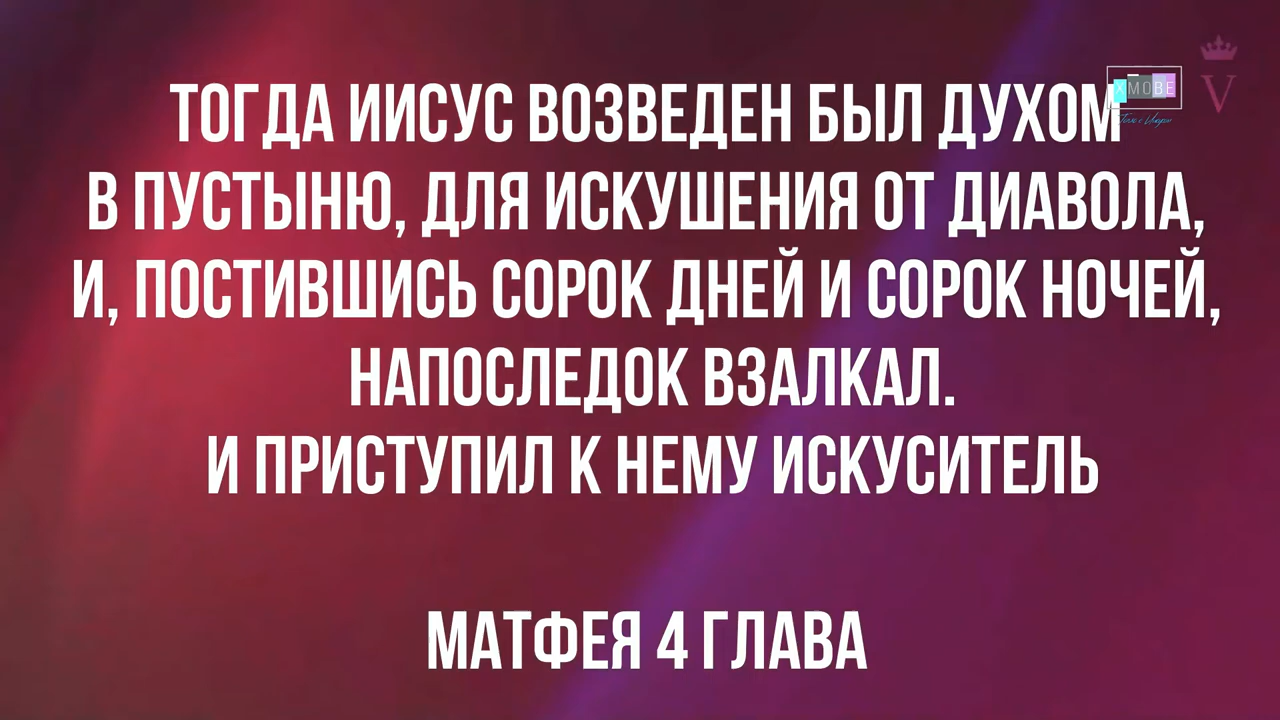 ТОГДА ИИСУС ВОЗВЕДЕН БЫЛ ДУХОМ
В ПУСТЫНЮ, ДЛЯ ИСКУШЕНИЯ ОТ ДИАВОЛА,
И, ПОСТИВШИСЬ СОРОК ДНЕЙ И СОРОК НОЧЕЙ,
НАПОСЛЕДОК ВЗАЛКАЛ.
И ПРИСТУПИЛ К НЕМУ ИСКУСИТЕЛЬ
МАТФЕЯ 4 ГЛАВА
V